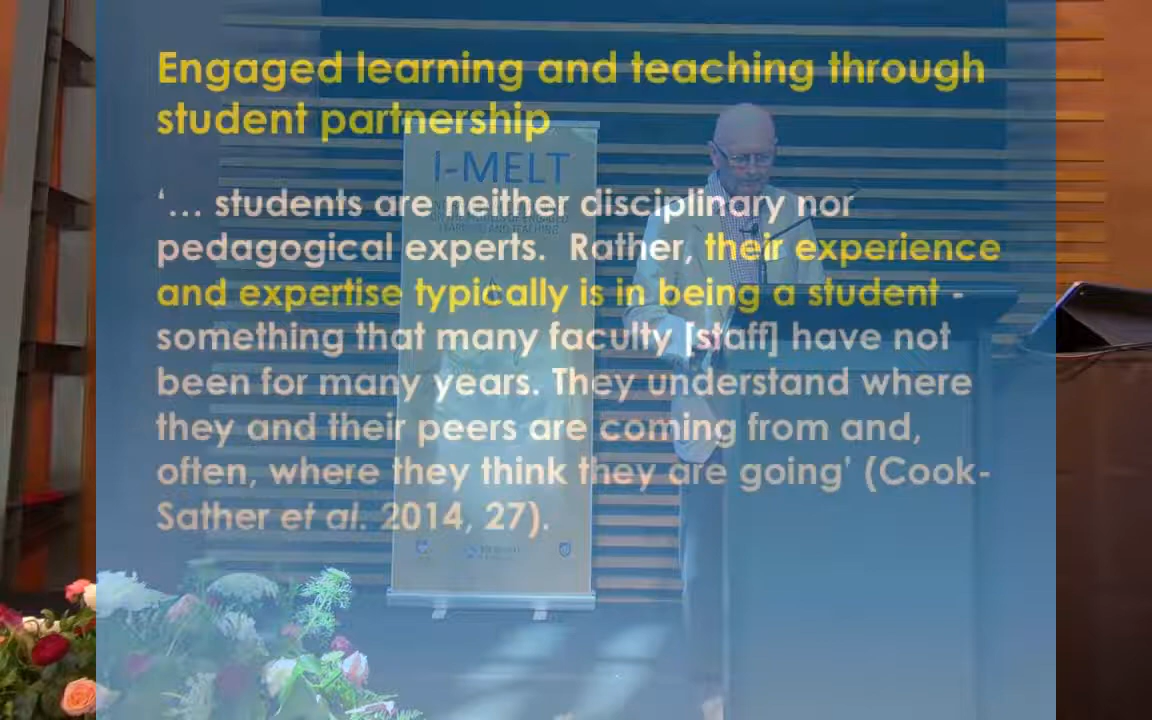 Engaged learning and teaching through
student partnership
I-MELT
‘… students are neither disciplinary nor
LEARNING AND TEACHING
pedagogical experts.  Rather, their experience
and expertise typically is in being a student -
something that many faculty [staff] have not
been for many years. They understand where
they and their peers are coming from and,
often, where they think they are going’ (Cook-
Sather et al. 2014, 27).